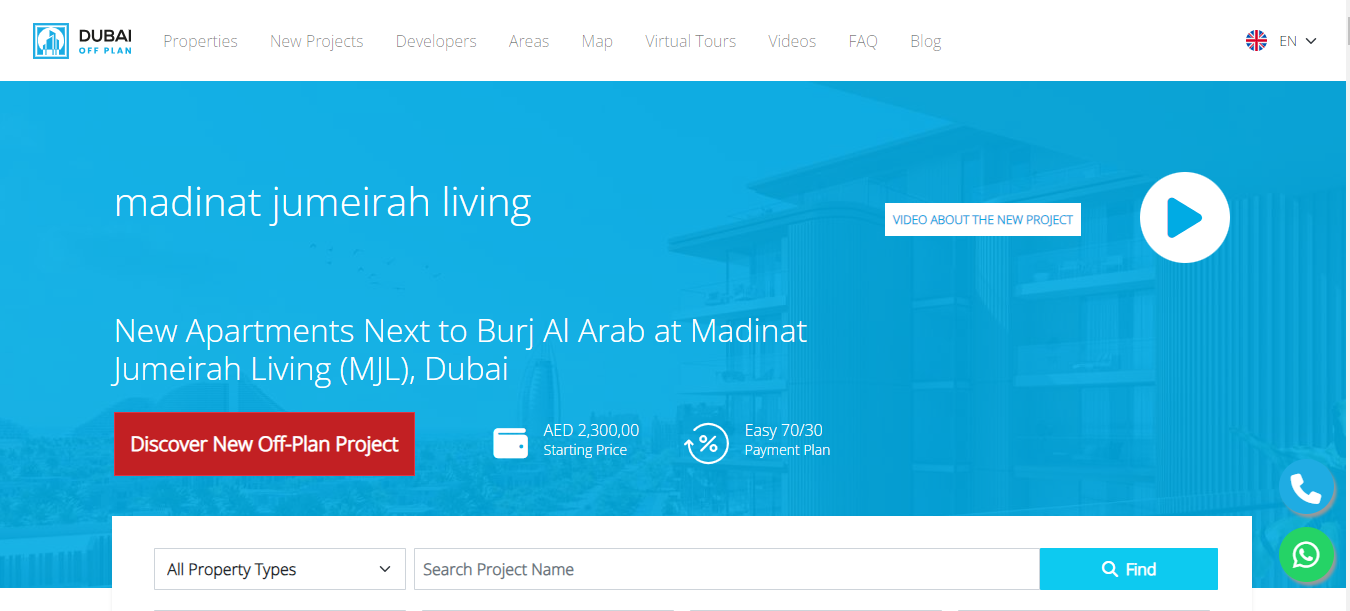 DUBAI
OFF PLAN
Properties
New Projects
Developers
Areas
Map
Virtual Tours
Videos
FAQ
Blog
EN
madinat jumeirah living
VIDEO ABOUT THE NEW PROJECT
New Apartments Next to Burj Al Arab at Madinat
Jumeirah Living (MJL), Dubai
Discover New Off-Plan Project
AED 2,300,00
Starting Price
Easy 70/30
Payment Plan
All Property Types
Search Project Name
Find